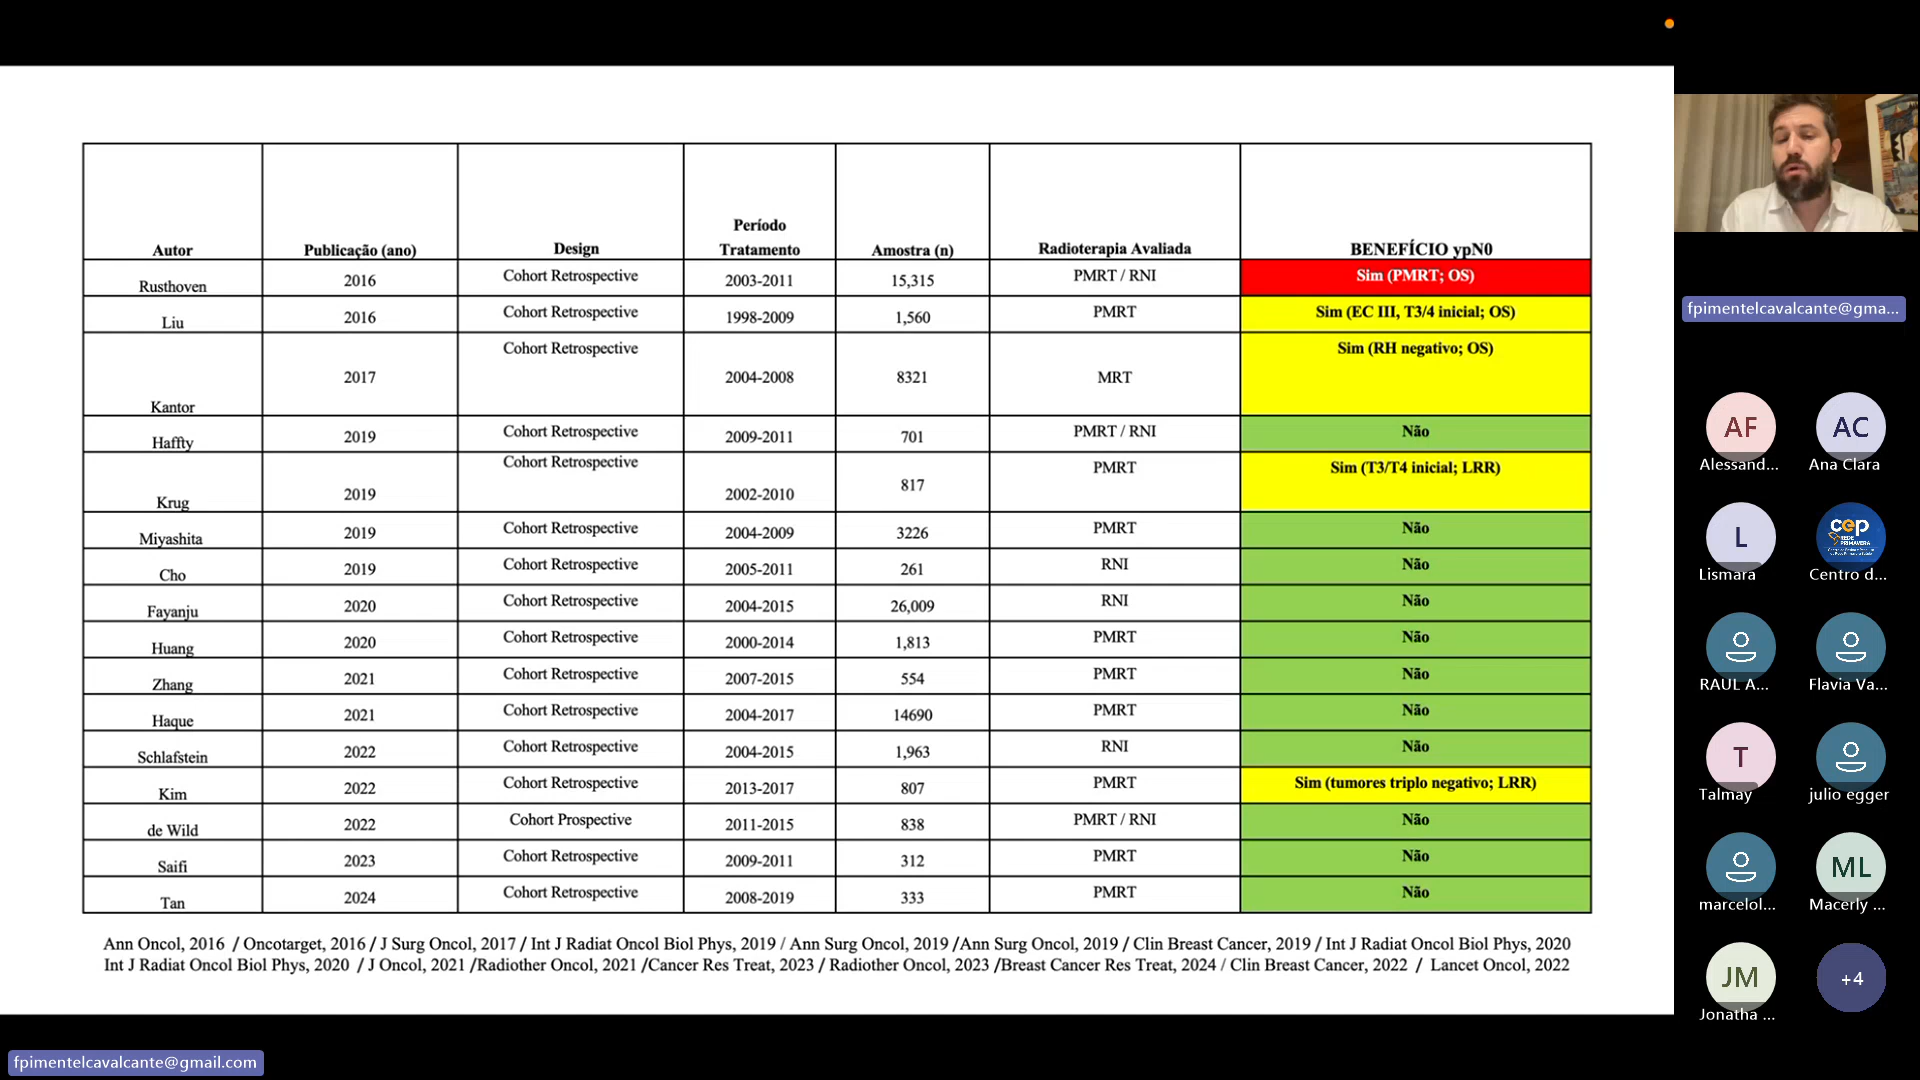 Autor Publicação (ano) Design Período Tratamento Amostra (n) Radioterapia Avaliada BENEFÍCIO ypN0
Rusthoven 2016 Cohort Retrospective 2003-2011 15,315 PMRT / RNI Sim (PMRT; OS)
Liu 2016 Cohort Retrospective 1998-2009 1,560 PMRT Sim (EC III, T3/4 inicial; OS)
Kantor 2017 Cohort Retrospective 2004-2008 8321 MRT Sim (RH negativo; OS)
Haffty 2019 Cohort Retrospective 2009-2011 701 PMRT / RNI Não
Krug 2019 Cohort Retrospective 2002-2010 817 PMRT Sim (T3/T4 inicial; LRR)
Miyashita 2019 Cohort Retrospective 2004-2009 3226 PMRT Não
Cho 2019 Cohort Retrospective 2005-2011 261 RNI Não
Fayanju 2020 Cohort Retrospective 2004-2015 26,009 RNI Não
Huang 2020 Cohort Retrospective 2000-2014 1,813 PMRT Não
Zhang 2021 Cohort Retrospective 2007-2015 554 PMRT Não
Haque 2021 Cohort Retrospective 2004-2017 14690 PMRT Não
Schlafstein 2022 Cohort Retrospective 2004-2015 1,963 RNI Não
Kim 2022 Cohort Retrospective 2013-2017 807 PMRT Sim (tumores triplo negativo; LRR)
de Wild 2022 Cohort Prospective 2011-2015 838 PMRT / RNI Não
Saifi 2023 Cohort Retrospective 2009-2011 312 PMRT Não
Tan 2024 Cohort Retrospective 2008-2019 333 PMRT Não
Ann Oncol, 2016 / Oncotarget, 2016 / J Surg Oncol, 2017 / Int J Radiat Oncol Biol Phys, 2019 / Ann Surg Oncol, 2019 /Ann Surg Oncol, 2019 / Clin Breast Cancer, 2019 / Int J Radiat Oncol Biol Phys, 2020
Int J Radiat Oncol Biol Phys, 2020 / J Oncol, 2021 /Radiother Oncol, 2021 /Cancer Res Treat, 2023 / Radiother Oncol, 2023 /Breast Cancer Res Treat, 2024 / Clin Breast Cancer, 2022 / Lancet Oncol, 2022
fpimentelcavalcante@gma...
AF AC
Alessand... Ana Clara
L cep REDE PRIMAVERA
Lismara Centro d...
RAUL A... Flavia Va...
T
Talmay julio egger
ML
marcelol... Macerly ...
JM +4
Jonatha ...
fpimentelcavalcante@gmail.com